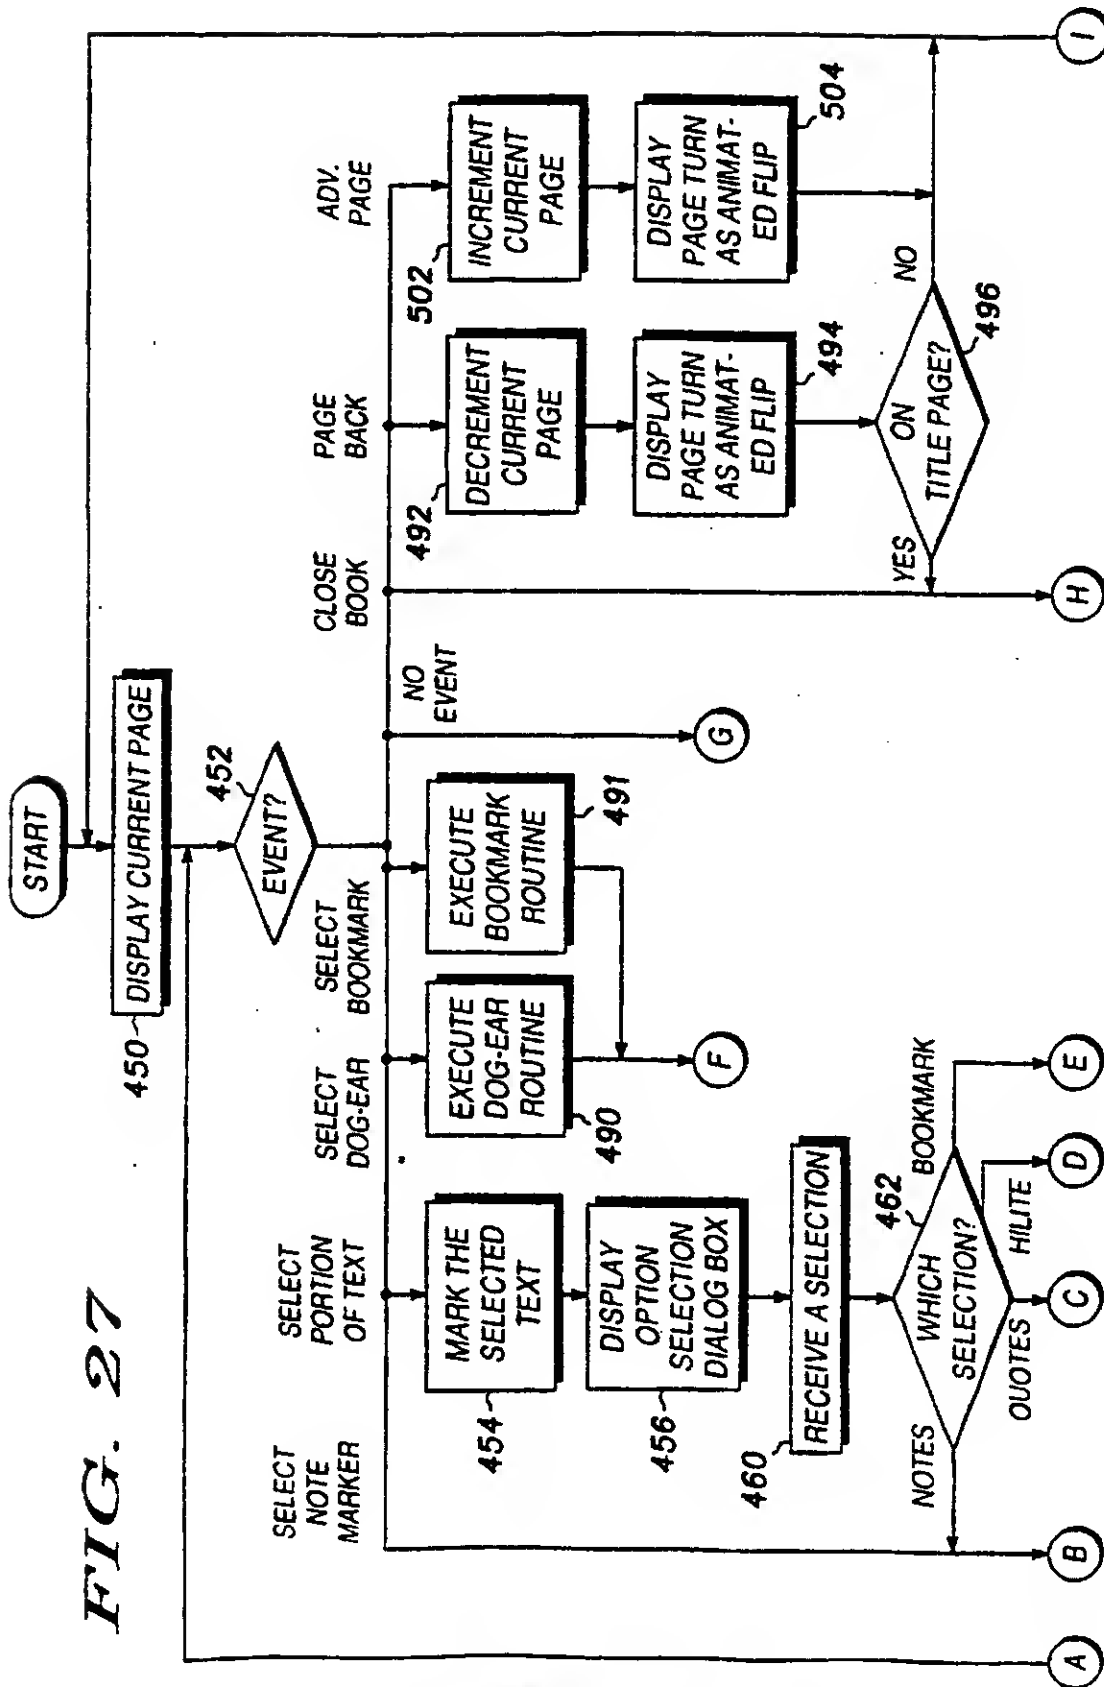 FIG. 27
START
450
DISPLAY CURRENT PAGE
452
EVENT?
SELECT
NOTE
MARKER
SELECT
PORTION
OF TEXT
SELECT
DOG-EAR
SELECT
BOOKMARK
NO
EVENT
CLOSE
BOOK
PAGE
BACK
ADV.
PAGE
MARK THE
SELECTED
TEXT
454
DISPLAY
OPTION
SELECTION
DIALOG BOX
456
RECEIVE A SELECTION
460
WHICH
SELECTION?
462
NOTES
QUOTES
HILITE
BOOKMARK
EXECUTE
DOG-EAR
ROUTINE
490
EXECUTE
BOOKMARK
ROUTINE
491
492
DECREMENT
CURRENT
PAGE
DISPLAY
PAGE TURN
AS ANIMAT-
ED FLIP
494
ON
TITLE PAGE?
496
YES
NO
502
INCREMENT
CURRENT
PAGE
DISPLAY
PAGE TURN
AS ANIMAT-
ED FLIP
504
F
G
A
B
C
D
E
H
I